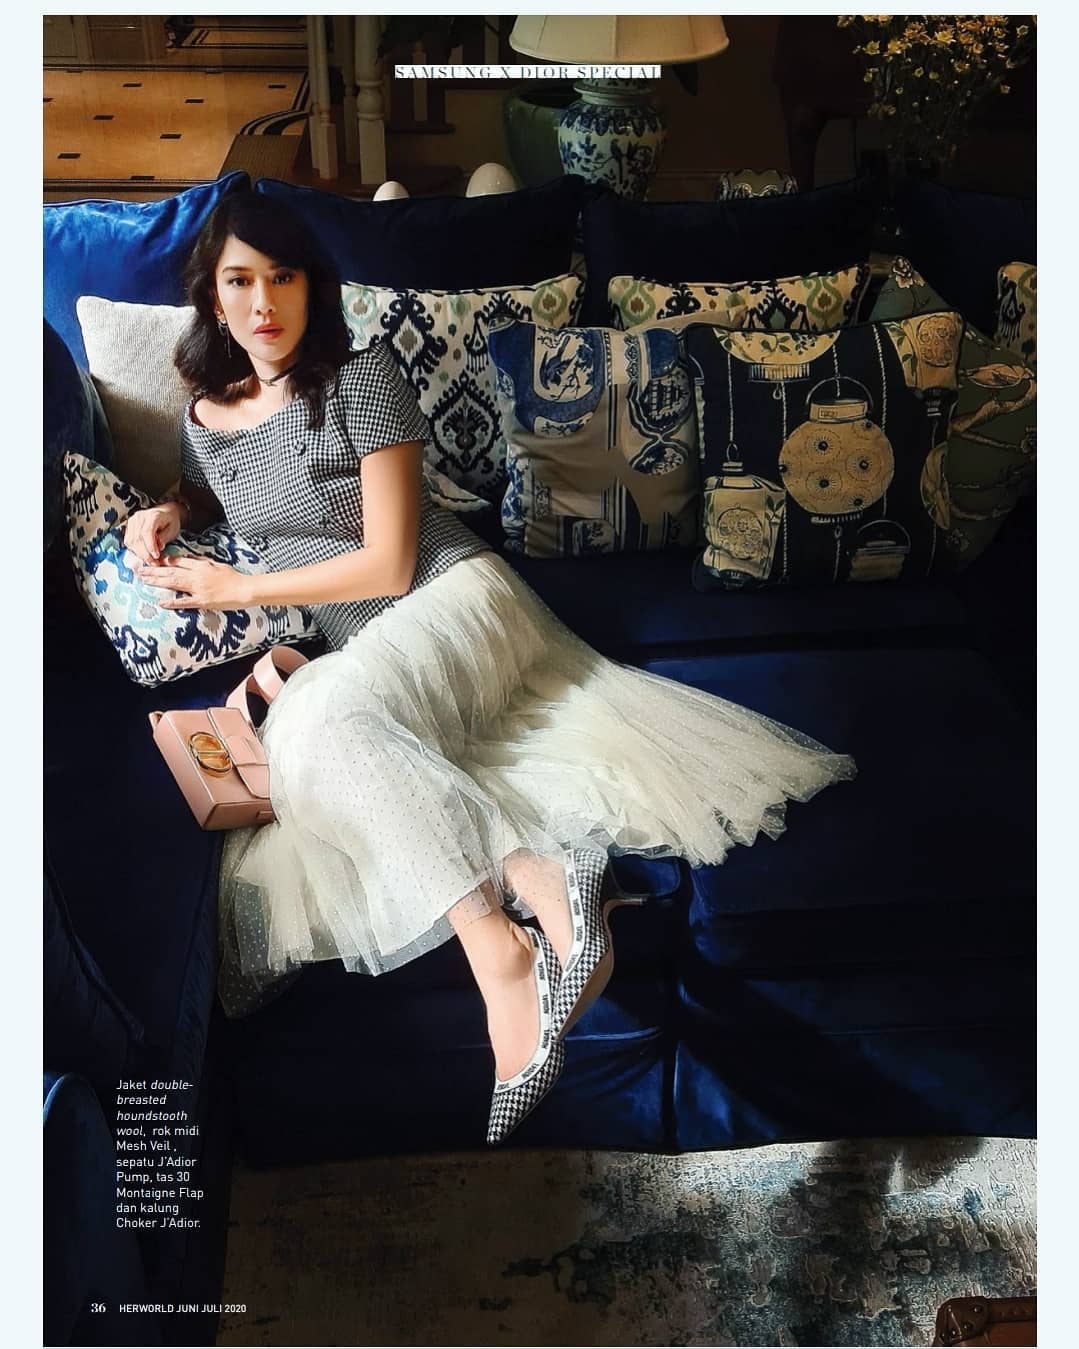 SAMSUNG X DIOR SPECIAL
Jaket double-
breasted
houndstooth
wool, rok midi
Mesh Veil ,
sepatu J'Adior
Pump, tas 30
Montaigne Flap
dan kalung
Choker J'Adior.
36 HERWORLD JUNI JULI 2020